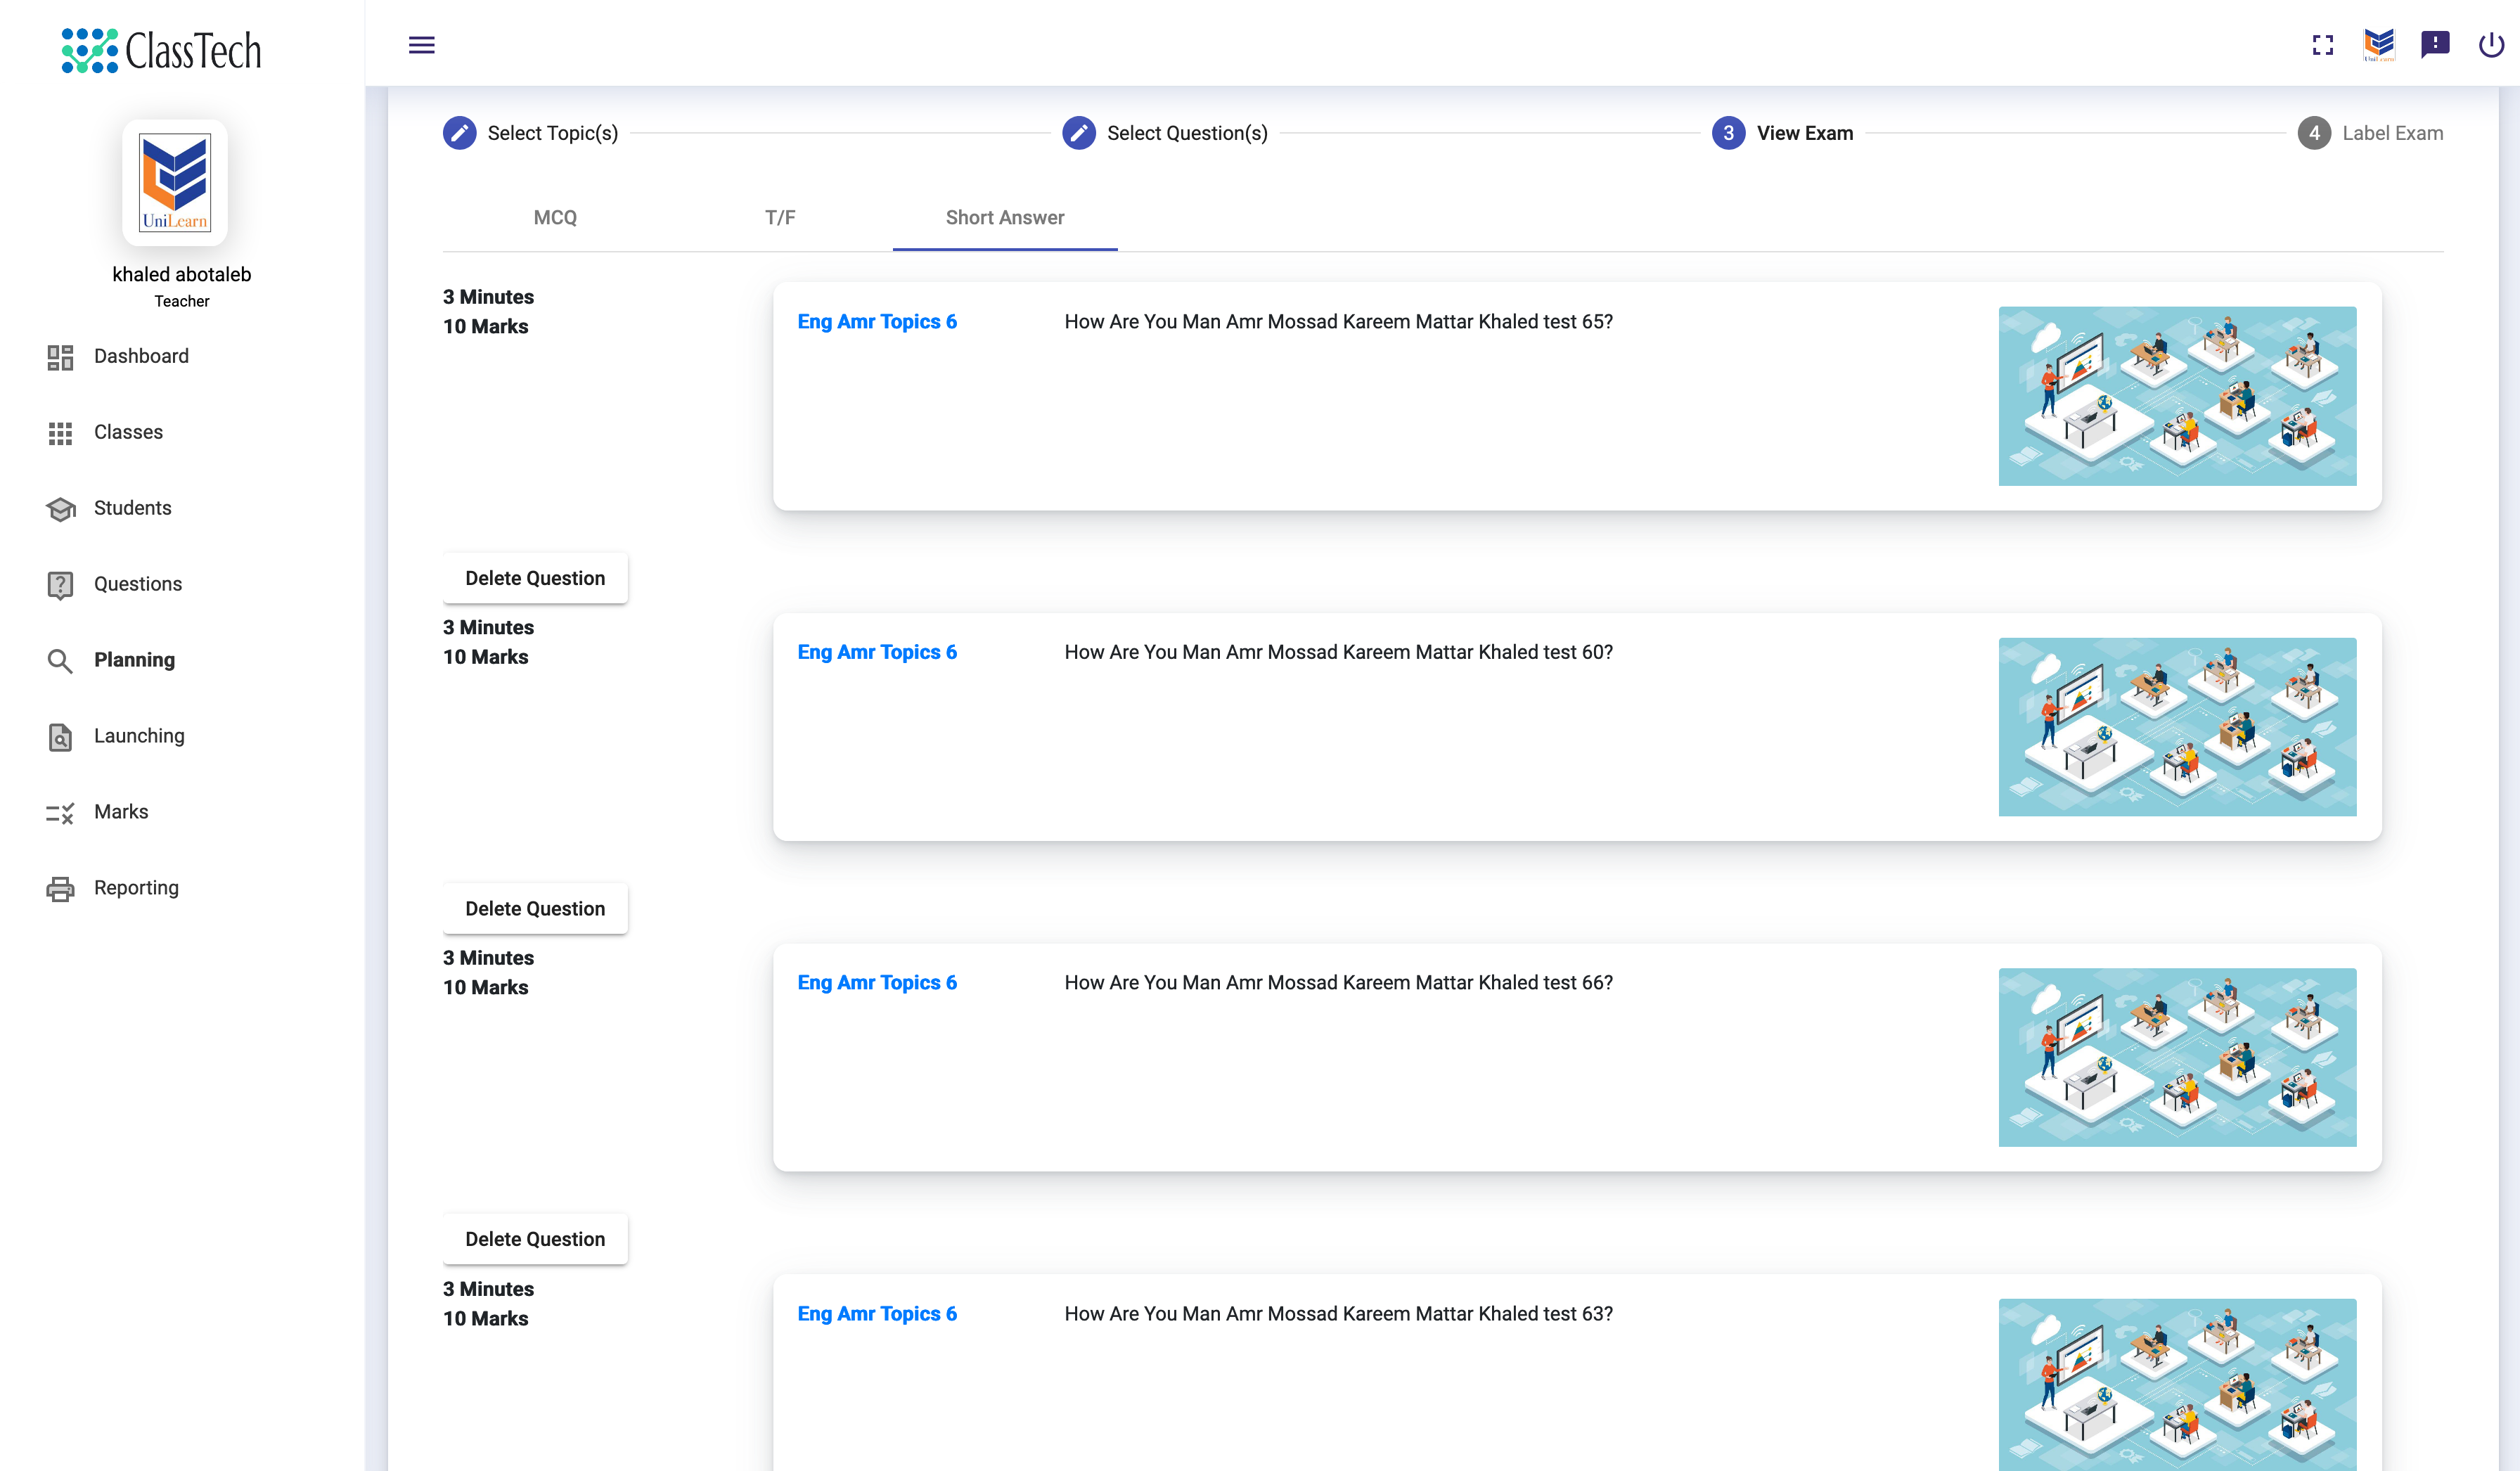 ClassTech
UniLearn
khaled abotaleb
Teacher
Dashboard
Classes
Students
Questions
Planning
Launching
Marks
Reporting
UniLearn
Select Topic(s)
Select Question(s)
3 View Exam
4 Label Exam
MCQ
T/F
Short Answer
3 Minutes
10 Marks
Eng Amr Topics 6
How Are You Man Amr Mossad Kareem Mattar Khaled test 65?
Delete Question
3 Minutes
10 Marks
Eng Amr Topics 6
How Are You Man Amr Mossad Kareem Mattar Khaled test 60?
Delete Question
3 Minutes
10 Marks
Eng Amr Topics 6
How Are You Man Amr Mossad Kareem Mattar Khaled test 66?
Delete Question
3 Minutes
10 Marks
Eng Amr Topics 6
How Are You Man Amr Mossad Kareem Mattar Khaled test 63?